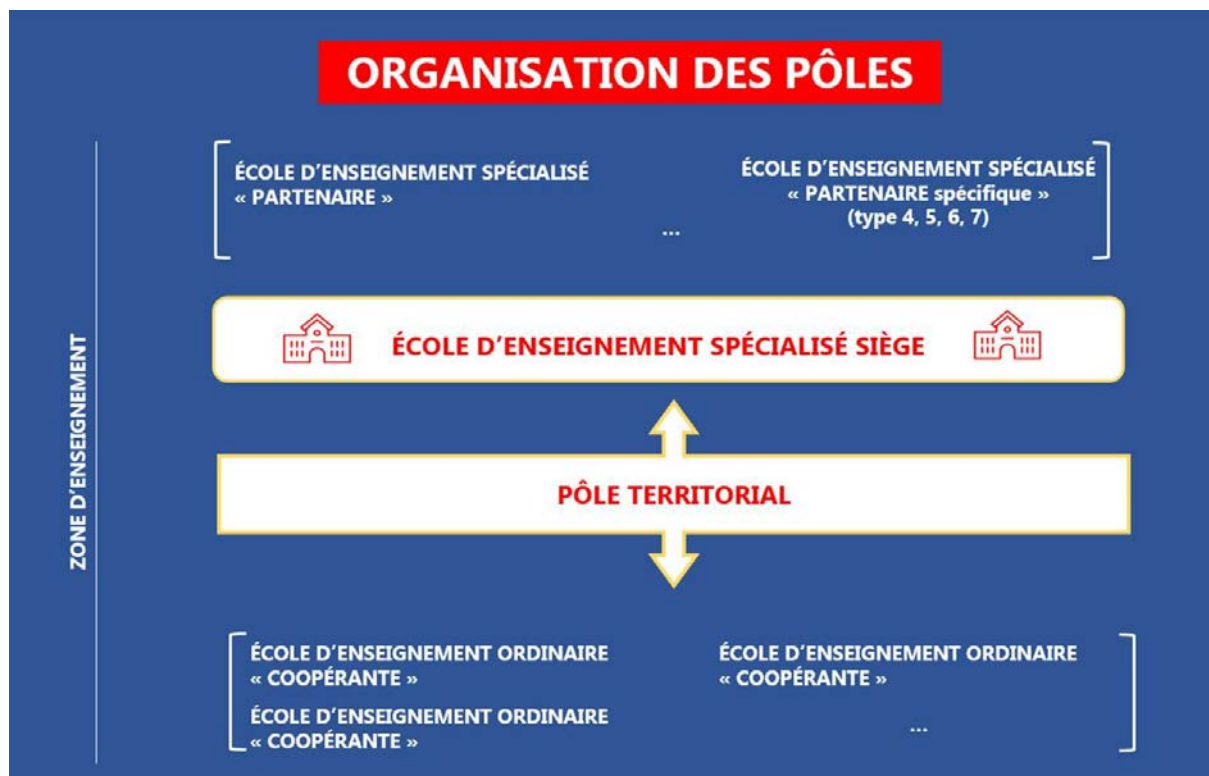 ORGANISATION DES PÔLES
ÉCOLE D’ENSEIGNEMENT SPÉCIALISÉ
« PARTENAIRE »
...
ÉCOLE D’ENSEIGNEMENT SPÉCIALISÉ
« PARTENAIRE spécifique »
(type 4, 5, 6, 7)
ZONE D’ENSEIGNEMENT
ÉCOLE D’ENSEIGNEMENT SPÉCIALISÉ SIÈGE
PÔLE TERRITORIAL
ÉCOLE D’ENSEIGNEMENT ORDINAIRE
« COOPÉRANTE »
ÉCOLE D’ENSEIGNEMENT ORDINAIRE
« COOPÉRANTE »
ÉCOLE D’ENSEIGNEMENT ORDINAIRE
« COOPÉRANTE »
...